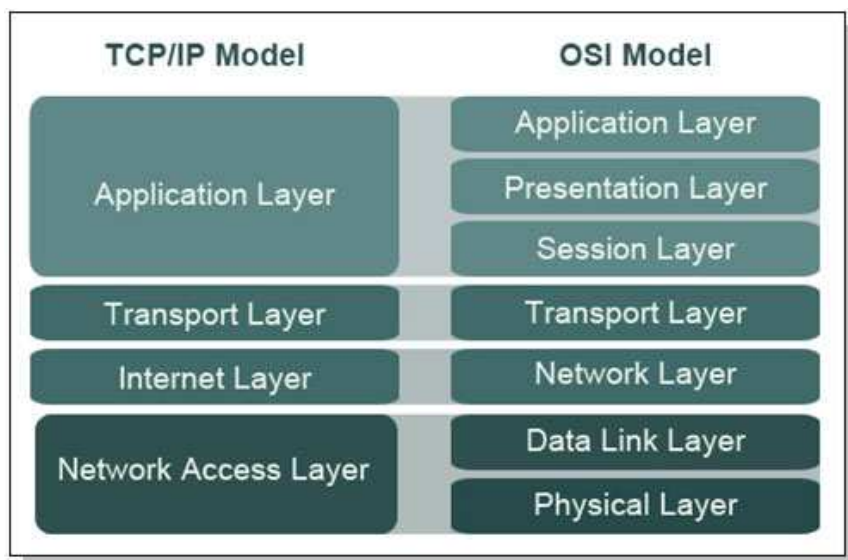 TCP/IP Model
OSI Model
Application Layer
Application Layer
Presentation Layer
Session Layer
Transport Layer
Transport Layer
Internet Layer
Network Layer
Network Access Layer
Data Link Layer
Physical Layer